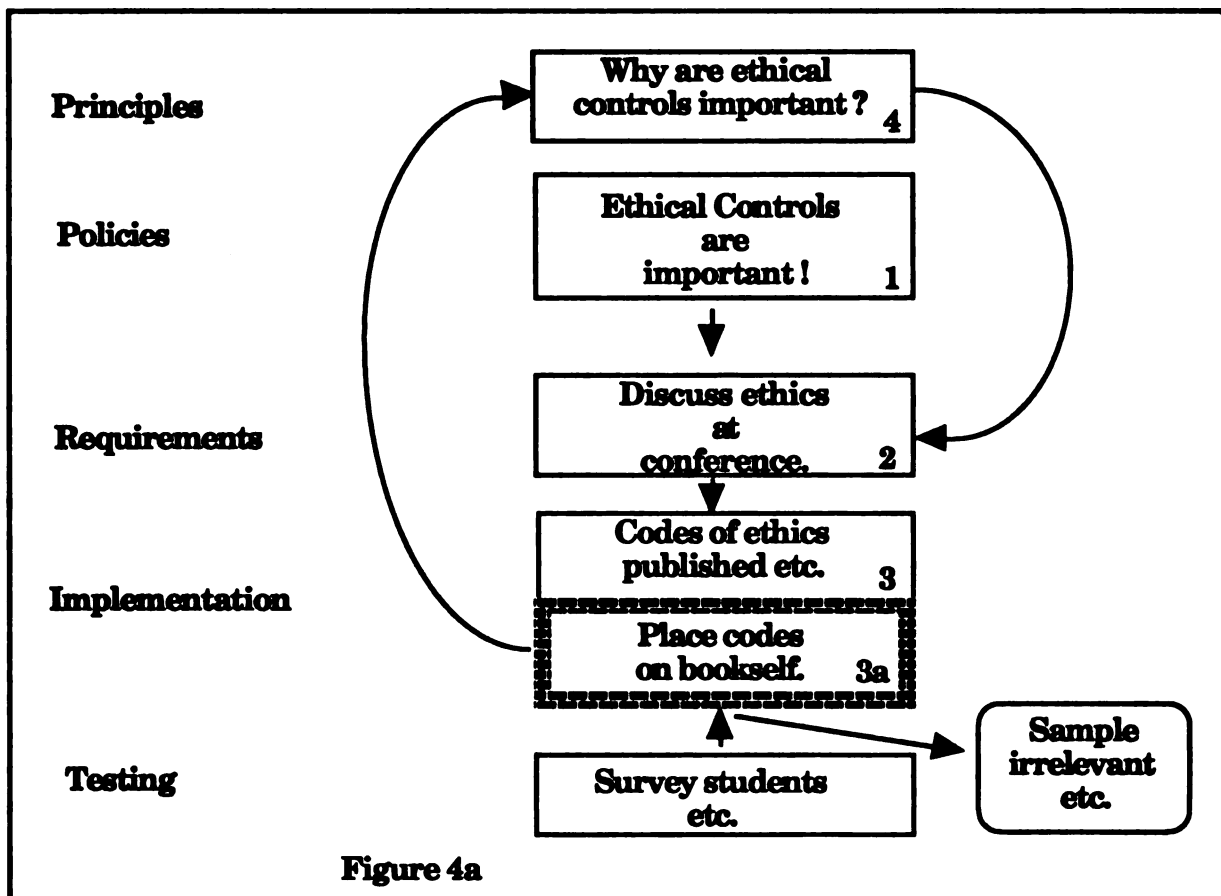 Principles
Why are ethical
controls important ?
4
Policies
Ethical Controls
are
important !
1
Requirements
Discuss ethics
at
conference.
2
Implementation
Codes of ethics
published etc.
3
Place codes
on bookself.
3a
Testing
Survey students
etc.
Sample
irrelevant
etc.
Figure 4a